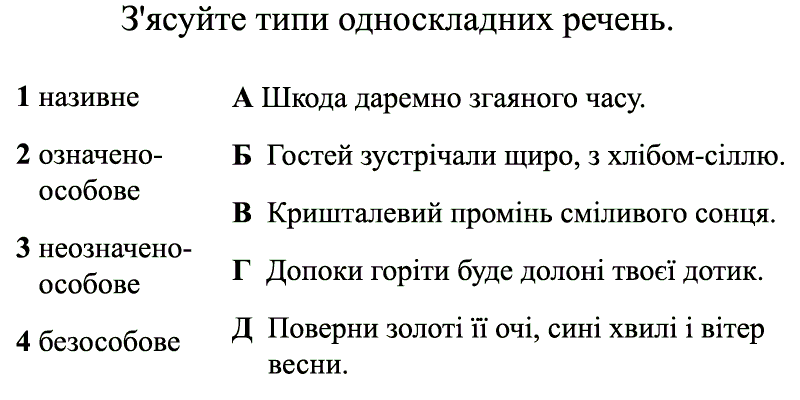 З'ясуйте типи односкладних речень.
1 називне
2 означено-
особове
3 неозначено-
особове
4 безособове
А Шкода даремно згаяного часу.
Б Гостей зустрічали щиро, з хлібом-сіллю.
В Кришталевий промінь сміливого сонця.
Г Допоки горіти буде долоні твоєї дотик.
Д Поверни золоті її очі, сині хвилі і вітер
весни.